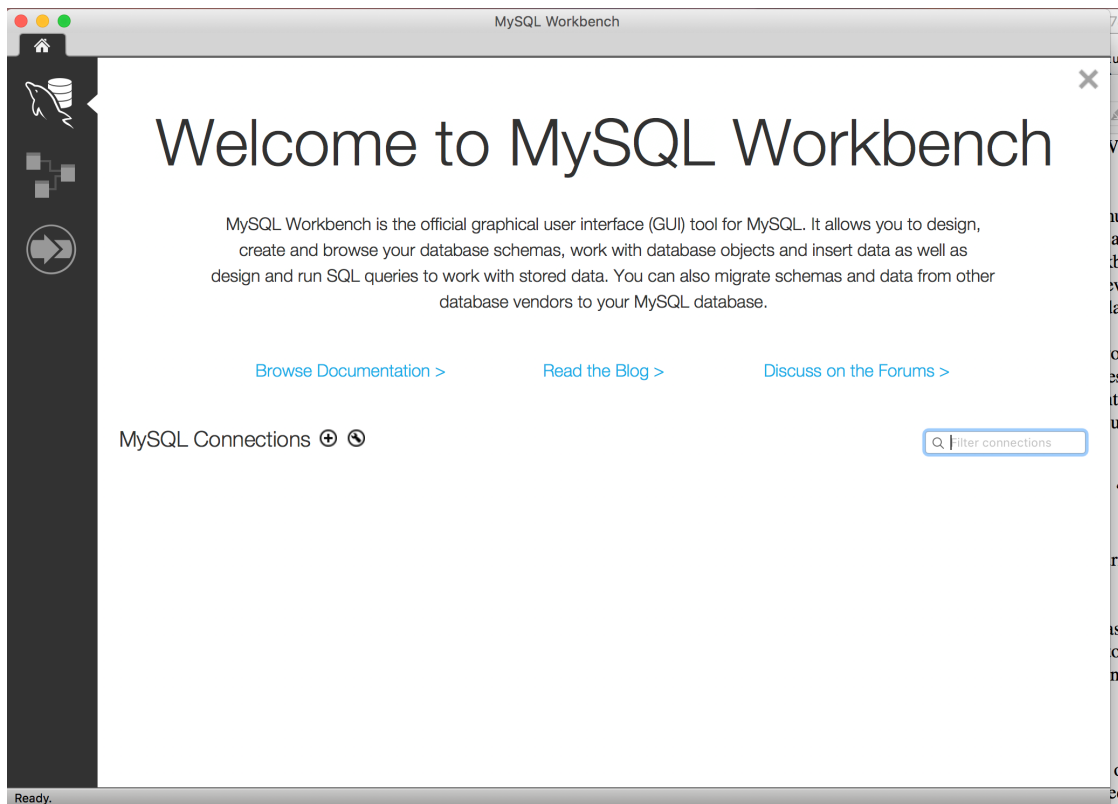 MySQL Workbench
Welcome to MySQL Workbench
MySQL Workbench is the official graphical user interface (GUI) tool for MySQL. It allows you to design,
create and browse your database schemas, work with database objects and insert data as well as
design and run SQL queries to work with stored data. You can also migrate schemas and data from other
database vendors to your MySQL database.
Browse Documentation > Read the Blog > Discuss on the Forums >
MySQL Connections
Filter connections
Ready.